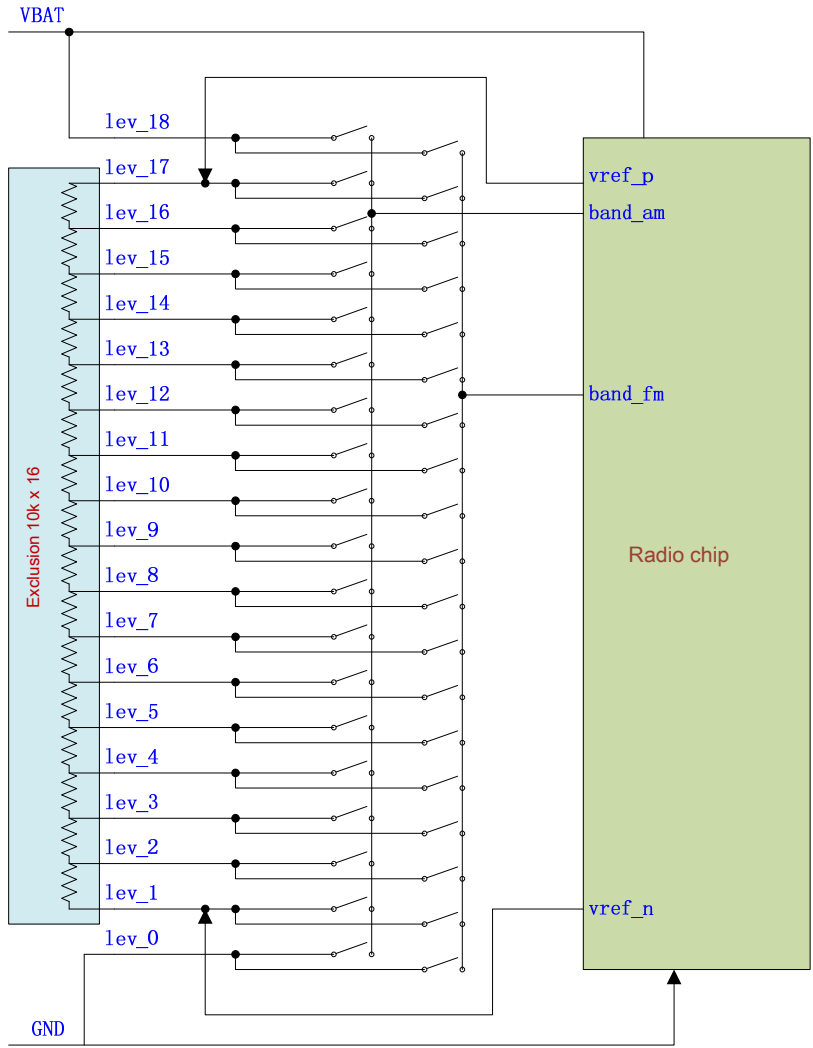 VBAT
lev_18
lev_17
vref_p
lev_16
band_am
lev_15
lev_14
lev_13
lev_12
band_fm
lev_11
lev_10
Exclusion 10k x 16
lev_9
Radio chip
lev_8
lev_7
lev_6
lev_5
lev_4
lev_3
lev_2
lev_1
vref_n
lev_0
GND